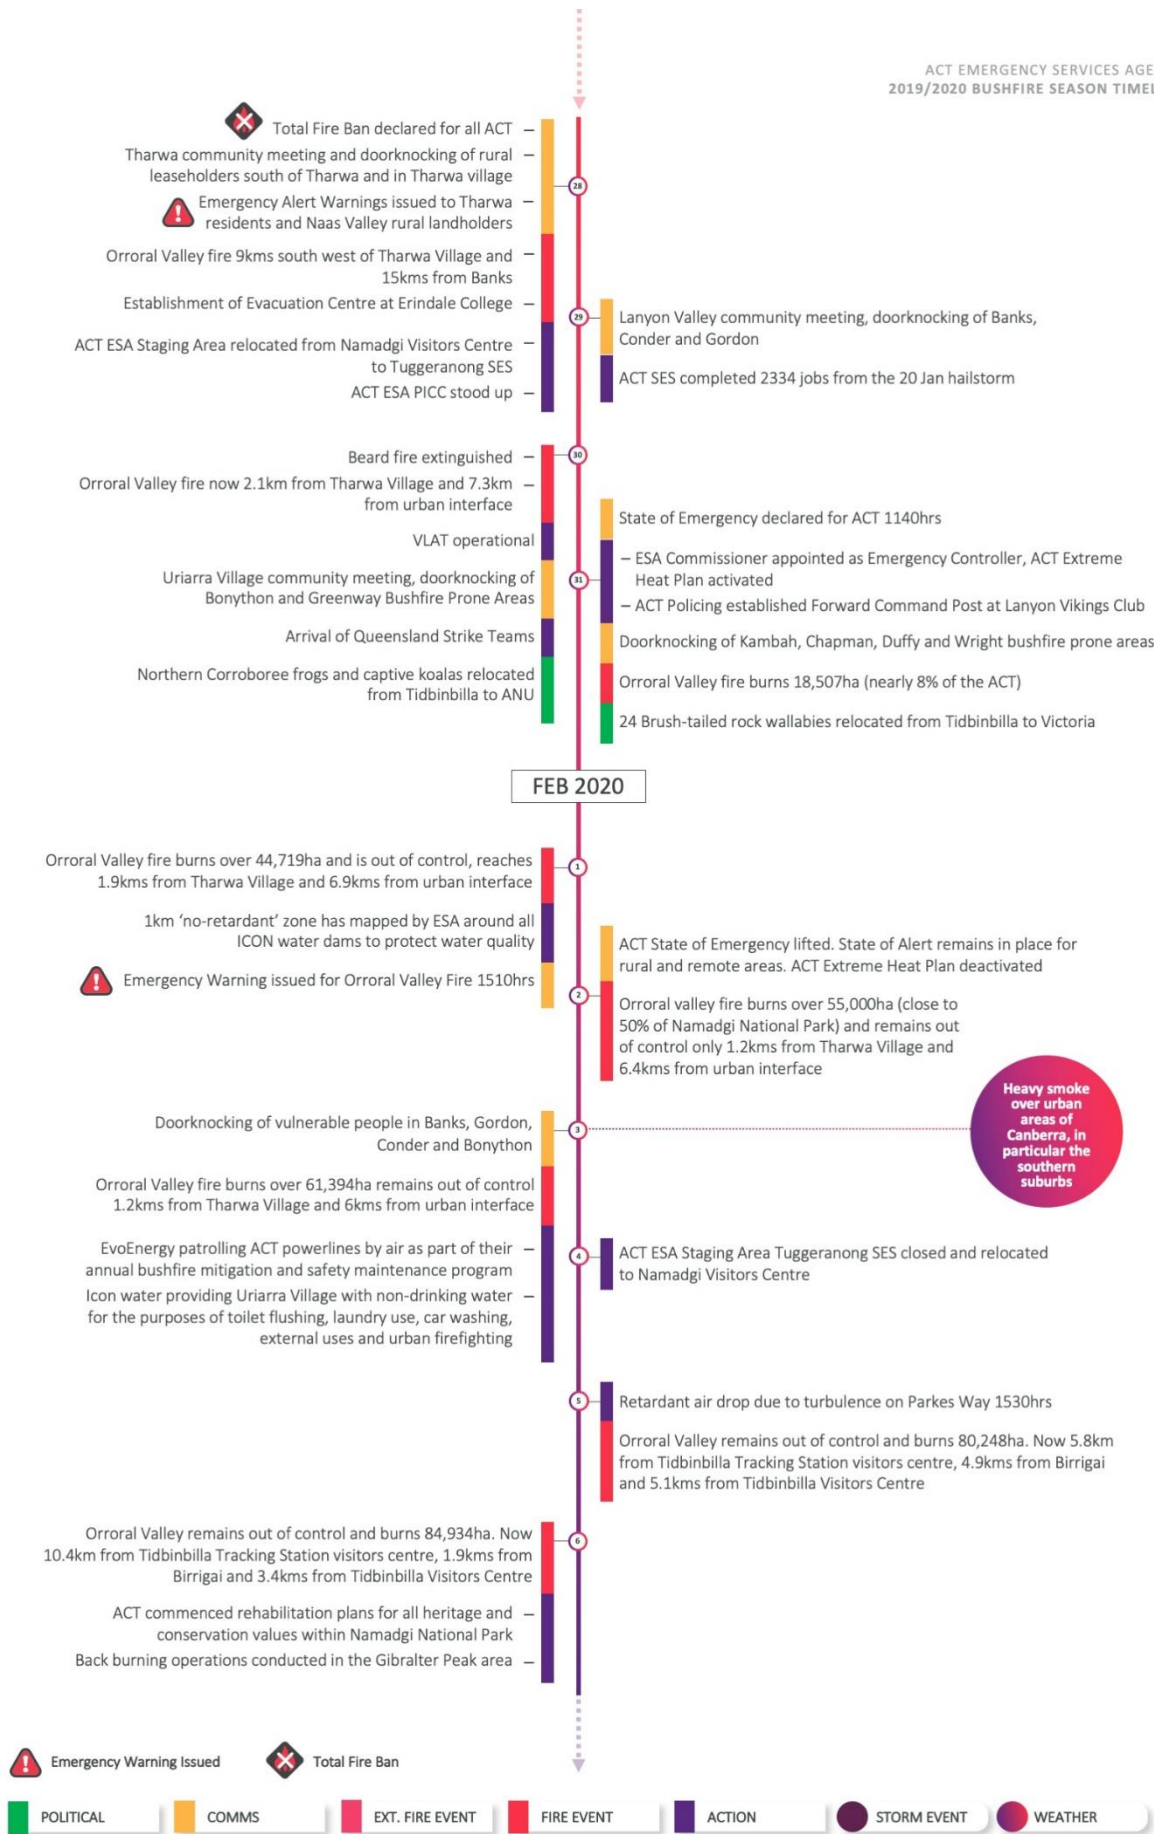 ACT EMERGENCY SERVICES AGE
2019/2020 BUSHFIRE SEASON TIMEL
Total Fire Ban declared for all ACT –
Tharwa community meeting and doorknocking of rural –
leaseholders south of Tharwa and in Tharwa village
28
Emergency Alert Warnings issued to Tharwa –
residents and Naas Valley rural landholders
Orroral Valley fire 9kms south west of Tharwa Village and –
15kms from Banks
Establishment of Evacuation Centre at Erindale College –
ACT ESA Staging Area relocated from Namadgi Visitors Centre –
to Tuggeranong SES
ACT ESA PICC stood up –
29
Lanyon Valley community meeting, doorknocking of Banks,
Conder and Gordon
ACT SES completed 2334 jobs from the 20 Jan hailstorm
30
Beard fire extinguished –
Orroral Valley fire now 2.1km from Tharwa Village and 7.3km –
from urban interface
VLAT operational
Uriarra Village community meeting, doorknocking of
Bonython and Greenway Bushfire Prone Areas
Arrival of Queensland Strike Teams
Northern Corroboree frogs and captive koalas relocated
from Tidbinbilla to ANU
31
State of Emergency declared for ACT 1140hrs
– ESA Commissioner appointed as Emergency Controller, ACT Extreme
Heat Plan activated
– ACT Policing established Forward Command Post at Lanyon Vikings Club
Doorknocking of Kambah, Chapman, Duffy and Wright bushfire prone areas
Orroral Valley fire burns 18,507ha (nearly 8% of the ACT)
24 Brush-tailed rock wallabies relocated from Tidbinbilla to Victoria
FEB 2020
1
Orroral Valley fire burns over 44,719ha and is out of control, reaches
1.9kms from Tharwa Village and 6.9kms from urban interface
1km ‘no-retardant’ zone has mapped by ESA around all
ICON water dams to protect water quality
Emergency Warning issued for Orroral Valley Fire 1510hrs
2
ACT State of Emergency lifted. State of Alert remains in place for
rural and remote areas. ACT Extreme Heat Plan deactivated
Orroral valley fire burns over 55,000ha (close to
50% of Namadgi National Park) and remains out
of control only 1.2kms from Tharwa Village and
6.4kms from urban interface
3
Doorknocking of vulnerable people in Banks, Gordon,
Conder and Bonython
Heavy smoke
over urban
areas of
Canberra, in
particular the
southern
suburbs
Orroral Valley fire burns over 61,394ha remains out of control
1.2kms from Tharwa Village and 6kms from urban interface
EvoEnergy patrolling ACT powerlines by air as part of their –
annual bushfire mitigation and safety maintenance program
Icon water providing Uriarra Village with non-drinking water –
for the purposes of toilet flushing, laundry use, car washing,
external uses and urban firefighting
4
ACT ESA Staging Area Tuggeranong SES closed and relocated
to Namadgi Visitors Centre
5
Retardant air drop due to turbulence on Parkes Way 1530hrs
Orroral Valley remains out of control and burns 80,248ha. Now 5.8km
from Tidbinbilla Tracking Station visitors centre, 4.9kms from Birrigai
and 5.1kms from Tidbinbilla Visitors Centre
6
Orroral Valley remains out of control and burns 84,934ha. Now
10.4km from Tidbinbilla Tracking Station visitors centre, 1.9kms from
Birrigai and 3.4kms from Tidbinbilla Visitors Centre
ACT commenced rehabilitation plans for all heritage and –
conservation values within Namadgi National Park
Back burning operations conducted in the Gibralter Peak area –
Emergency Warning Issued
Total Fire Ban
POLITICAL
COMMS
EXT. FIRE EVENT
FIRE EVENT
ACTION
STORM EVENT
WEATHER